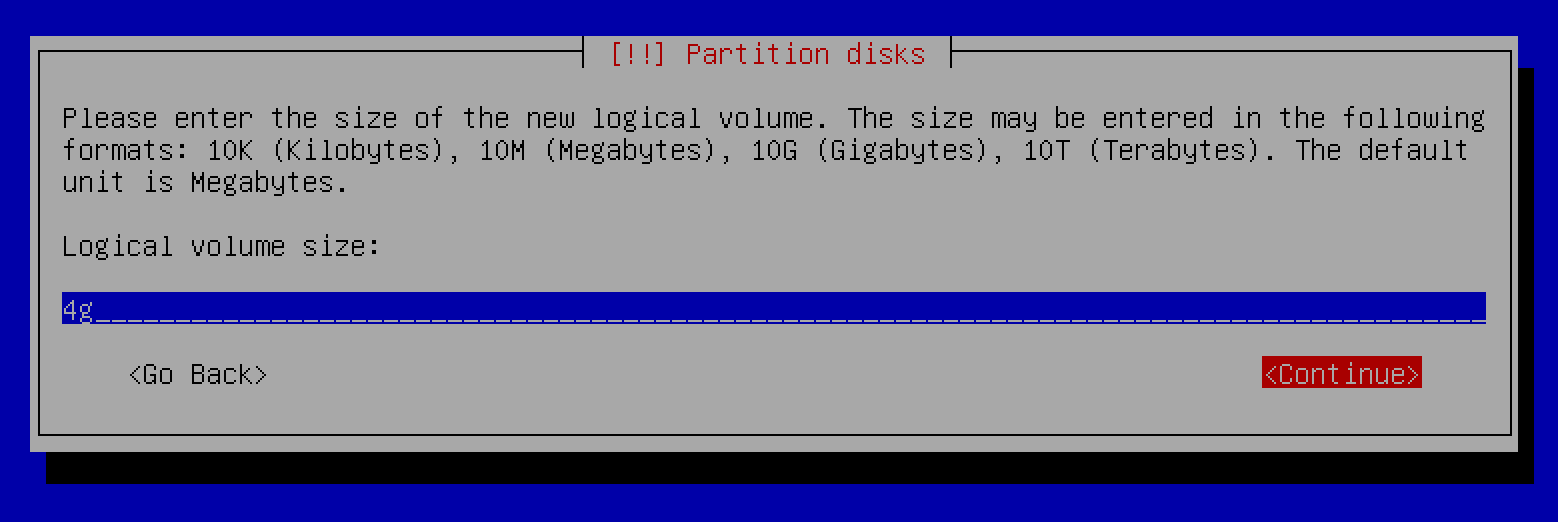 [!!] Partition disks
Please enter the size of the new logical volume. The size may be entered in the following
formats: 10K (Kilobytes), 10M (Megabytes), 10G (Gigabytes), 10T (Terabytes). The default
unit is Megabytes.
Logical volume size:
4g
<Go Back> <Continue>